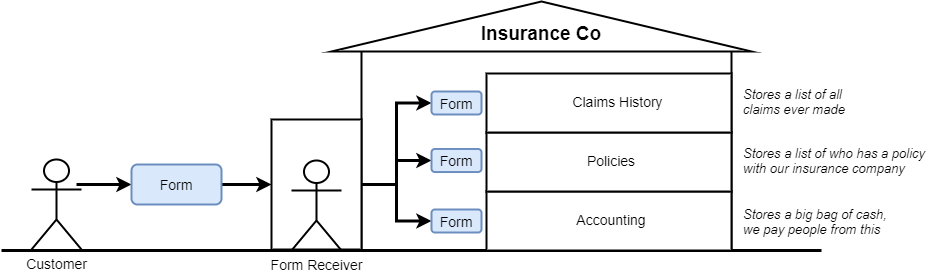 Insurance Co
Form
Claims History
Stores a list of all
claims ever made
Form
Policies
Stores a list of who has a policy
with our insurance company
Form
Form
Accounting
Stores a big bag of cash,
we pay people from this
Customer
Form Receiver